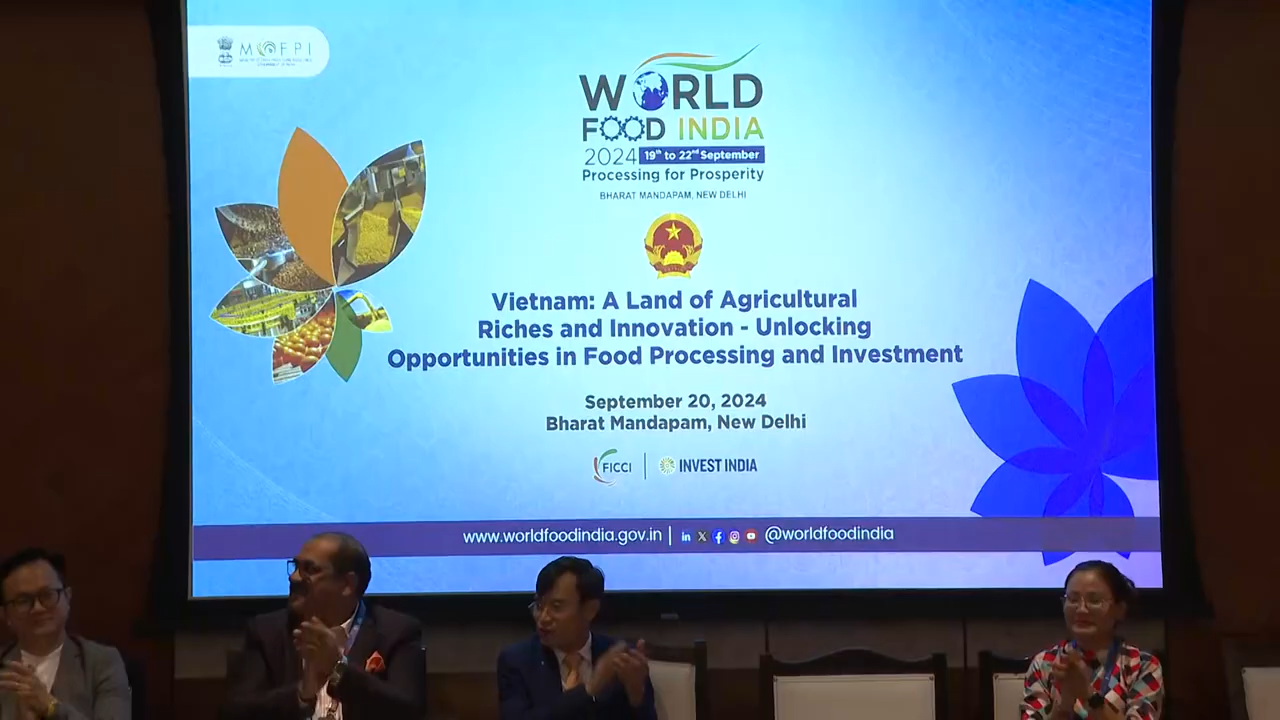 MOFPI
WORLD
FOOD INDIA
2024 19th to 22nd September
Processing for Prosperity
BHARAT MANDAPAM, NEW DELHI
Vietnam: A Land of Agricultural
Riches and Innovation - Unlocking
Opportunities in Food Processing and Investment
September 20, 2024
Bharat Mandapam, New Delhi
FICCI | INVEST INDIA
www.worldfoodindia.gov.in | @worldfoodindia